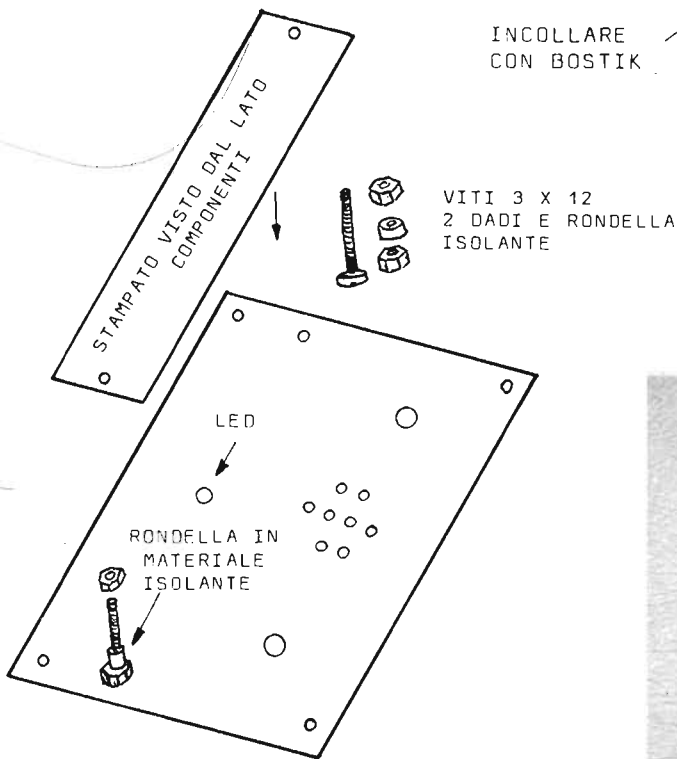 INCOLLARE
CON BOSTIK
STAMPATO VISTO DAL LATO
COMPONENTI
VITI 3 X 12
2 DADI E RONDELLA
ISOLANTE
LED
RONDELLA IN
MATERIALE
ISOLANTE